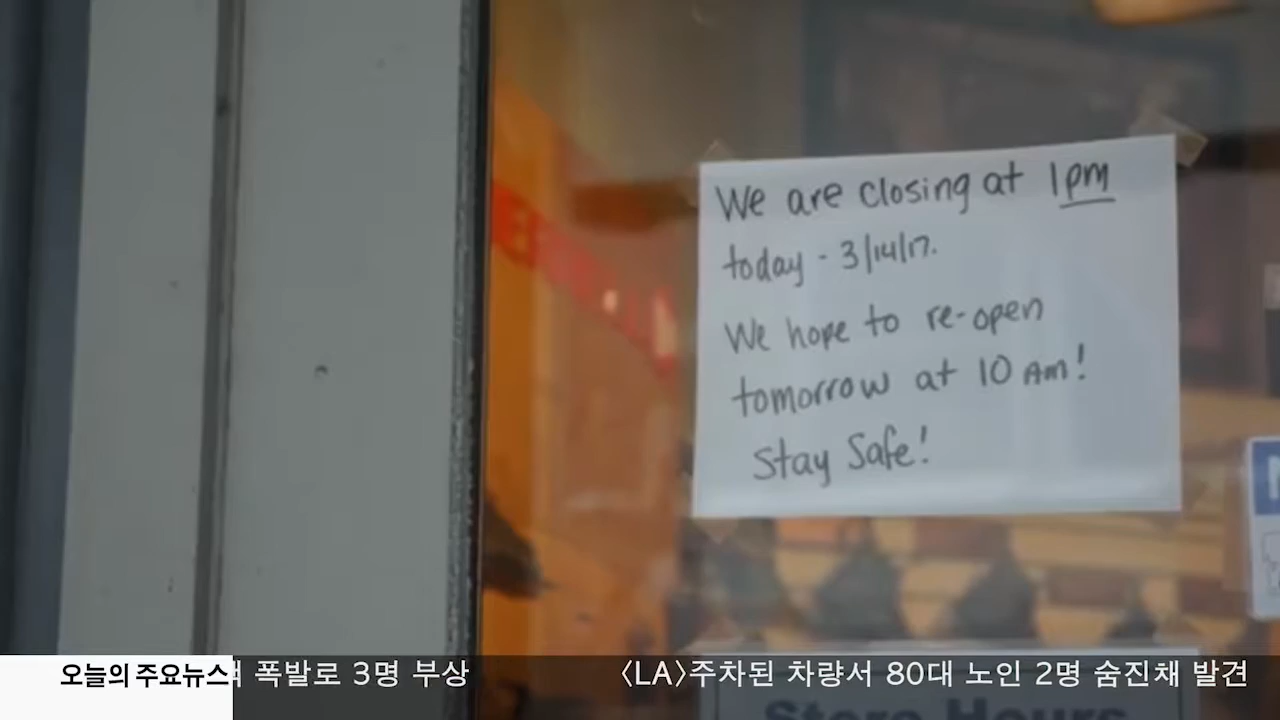 We are closing at 1pm
today - 3/14/17.
We hope to re-open
tomorrow at 10 AM!
Stay Safe!
Store Hours
오늘의 주요뉴스 폭발로 3명 부상 〈LA〉주차된 차량서 80대 노인 2명 숨진채 발견